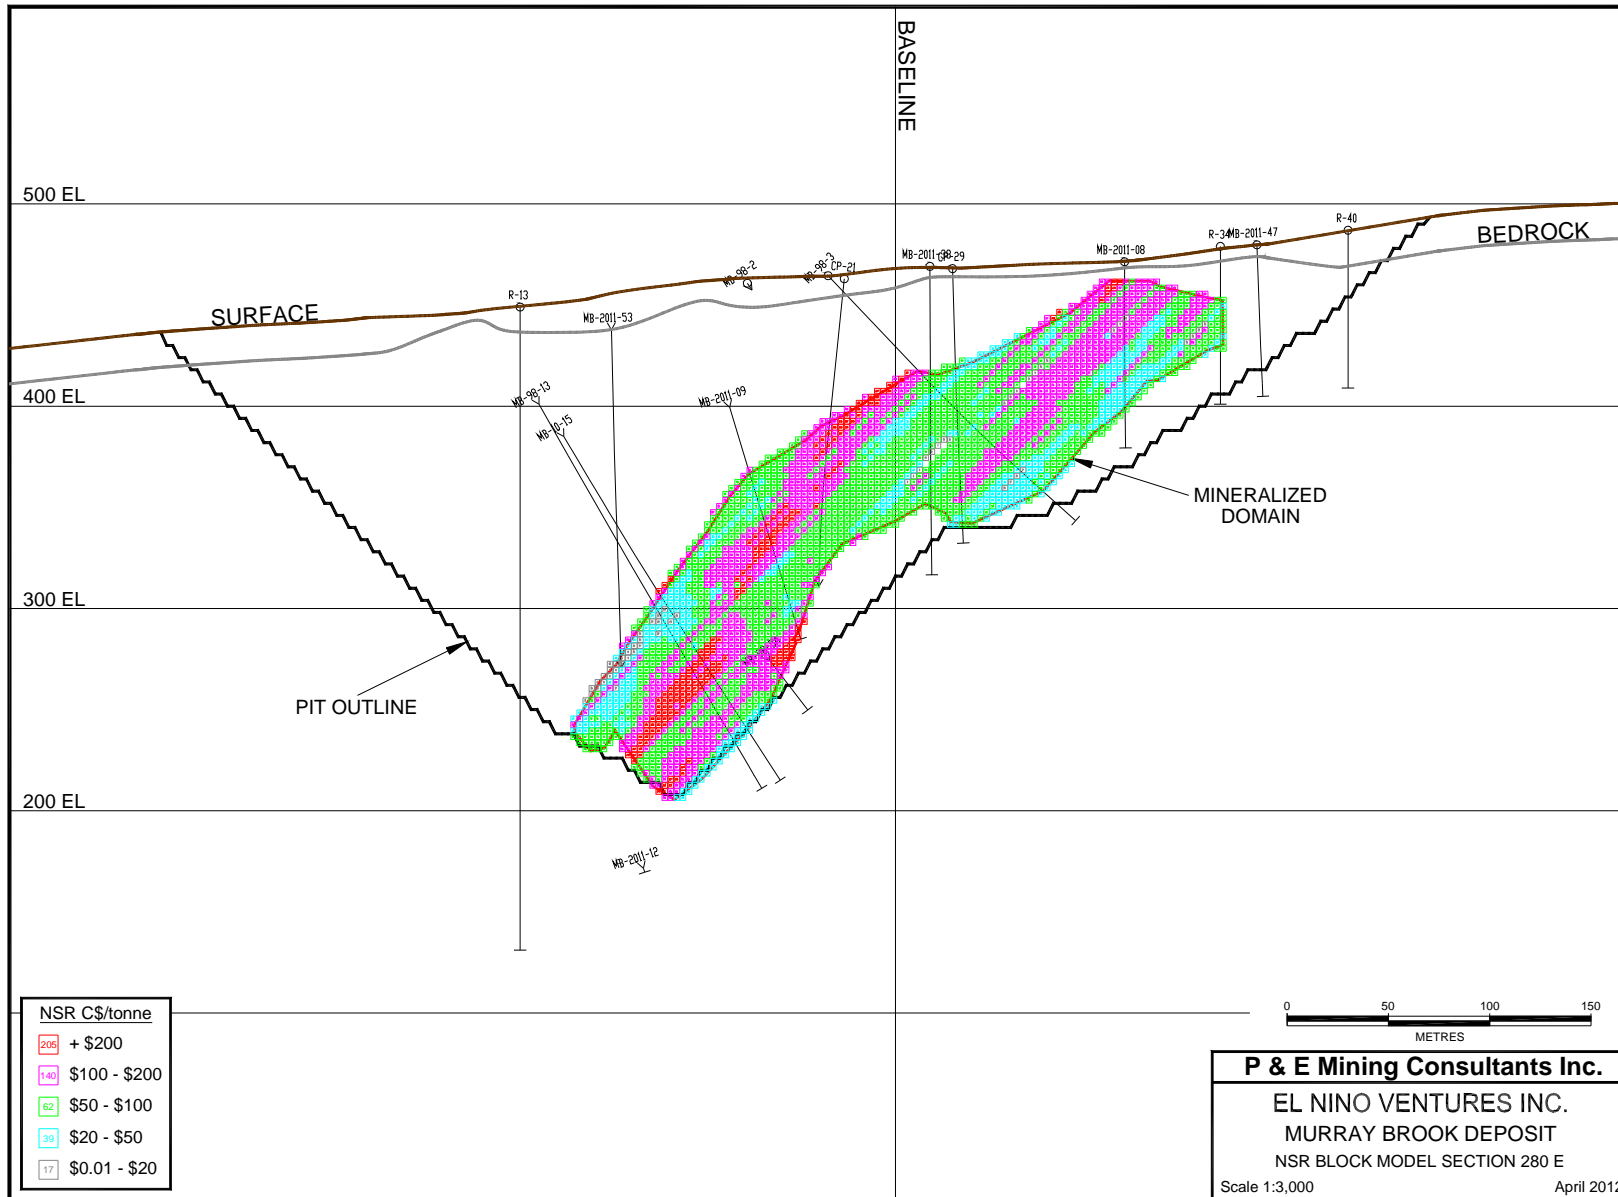 BASELINE
500 EL
R-40
R-34
MB-2011-47
BEDROCK
MB-2011-08
MB-98-3
CP-21
MB-98-2
R-13
SURFACE
MB-2011-53
400 EL
MB-98-13
MB-2011-09
MINERALIZED
DOMAIN
300 EL
PIT OUTLINE
200 EL
MB-2011-12
NSR C$/tonne
205 + $200
140 $100 - $200
62 $50 - $100
39 $20 - $50
17 $0.01 - $20
0 50 100 150
METRES
P & E Mining Consultants Inc.
EL NINO VENTURES INC.
MURRAY BROOK DEPOSIT
NSR BLOCK MODEL SECTION 280 E
Scale 1:3,000 April 2012